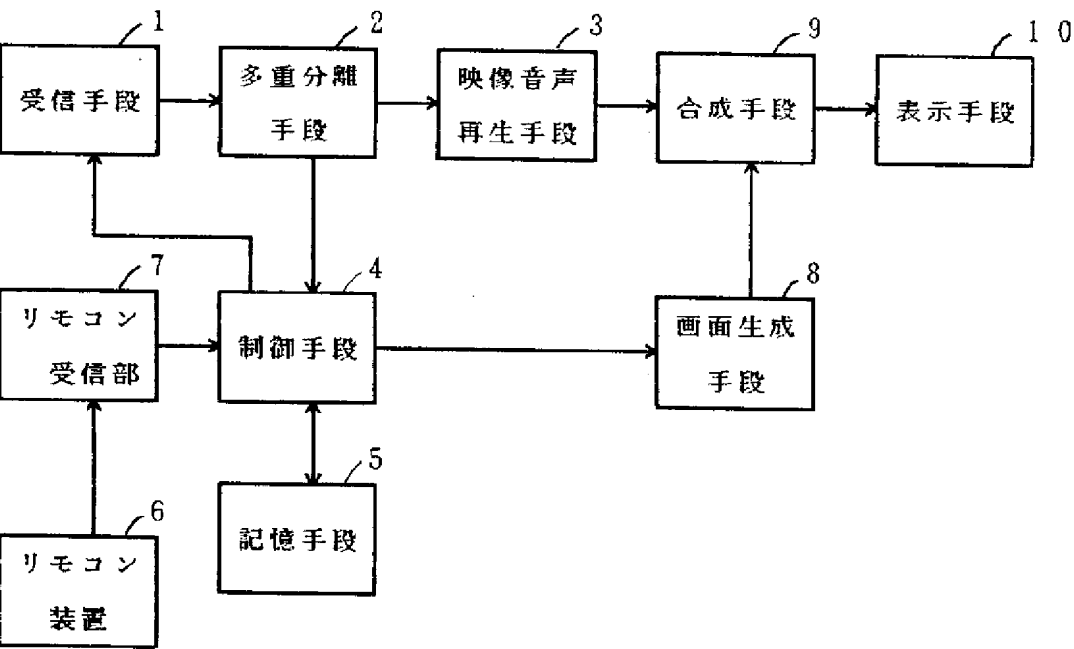 1
受信手段
2
多重分離
手段
3
映像音声
再生手段
9
合成手段
10
表示手段
7
リモコン
受信部
4
制御手段
8
画面生成
手段
5
記憶手段
6
リモコン
装置